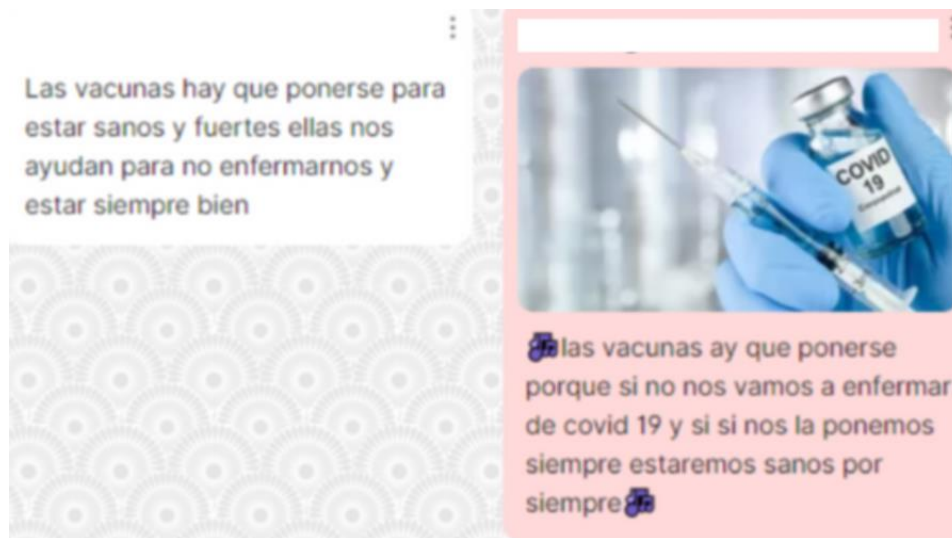 Las vacunas hay que ponerse para
estar sanos y fuertes ellas nos
ayudan para no enfermarnos y
estar siempre bien
COVID
19
Coronavirus
las vacunas ay que ponerse
porque si no nos vamos a enfermar
de covid 19 y si si nos la ponemos
siempre estaremos sanos por
siempre